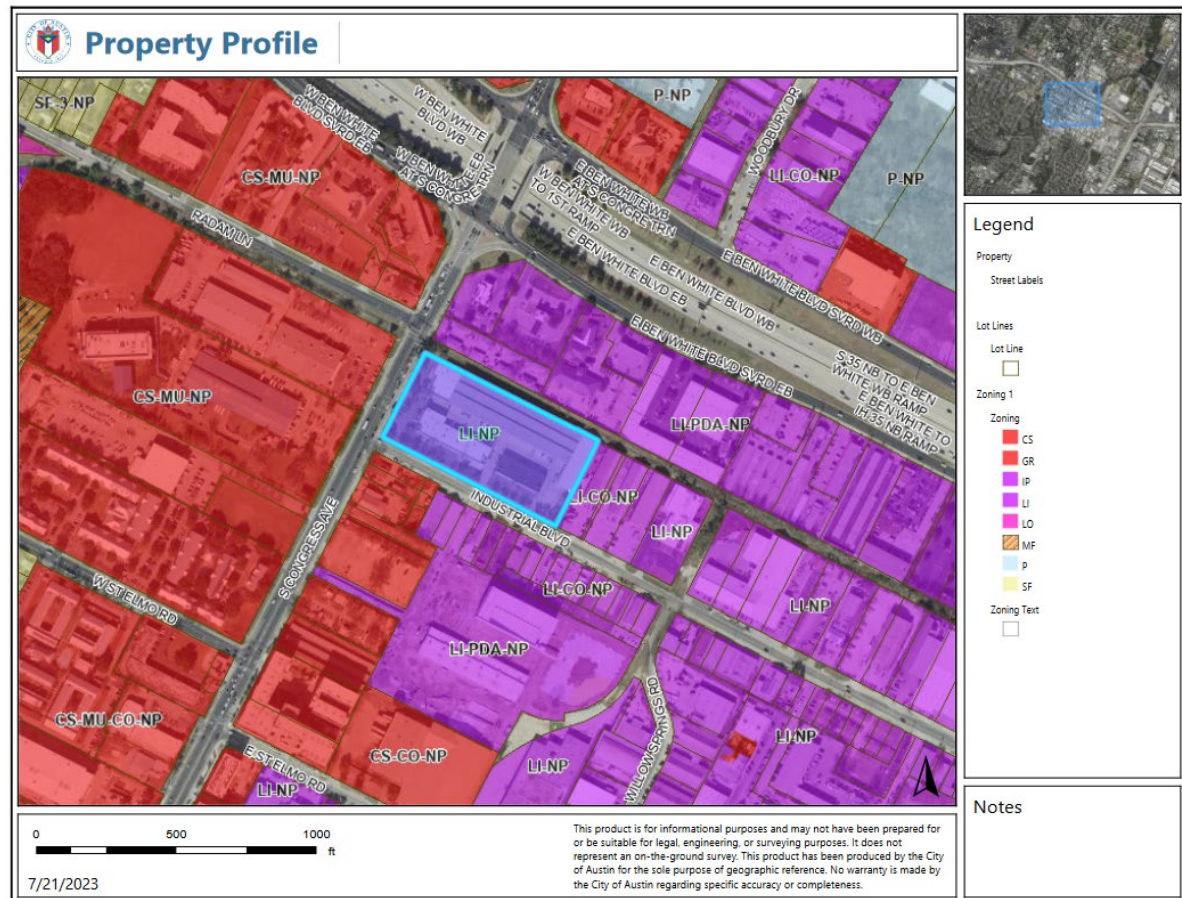 CITY OF AUSTIN
Property Profile
SF-3-NP
W BEN WHITE
BLVD SVRD EB
W BEN WHITE
BLVD WB
P-NP
WOODBURY DR
CS-MU-NP
LI-CO-NP
P-NP
E BEN WHITE WB
AT S CONGRE TRN
W BEN WHITE WB
TO 1ST RAMP
RADAM LN
E BEN WHITE BLVD EB
E BEN WHITE BLVD WB
E BEN WHITE BLVD SVRD WB
E BEN WHITE BLVD SVRD EB
S 35 NB TO E BEN
WHITE WB RAMP
E BEN WHITE TO
IH 35 NB RAMP
CS-MU-NP
LI-NP
LI-PDA-NP
LI-CO-NP
INDUSTRIAL BLVD
LI-NP
S CONGRESS AVE
W ST ELMO RD
LI-CO-NP
LI-NP
LI-PDA-NP
CS-MU-CO-NP
CS-CO-NP
WILLOW SPRINGS RD
LI-NP
LI-NP
E ST ELMO RD
LI-NP
Legend
Property
Street Labels
Lot Lines
Lot Line
Zoning 1
Zoning
CS
GR
IP
LI
LO
MF
P
SF
Zoning Text
Notes
0 500 1000
ft
7/21/2023
This product is for informational purposes and may not have been prepared for
or be suitable for legal, engineering, or surveying purposes. It does not
represent an on-the-ground survey. This product has been produced by the City
of Austin for the sole purpose of geographic reference. No warranty is made by
the City of Austin regarding specific accuracy or completeness.